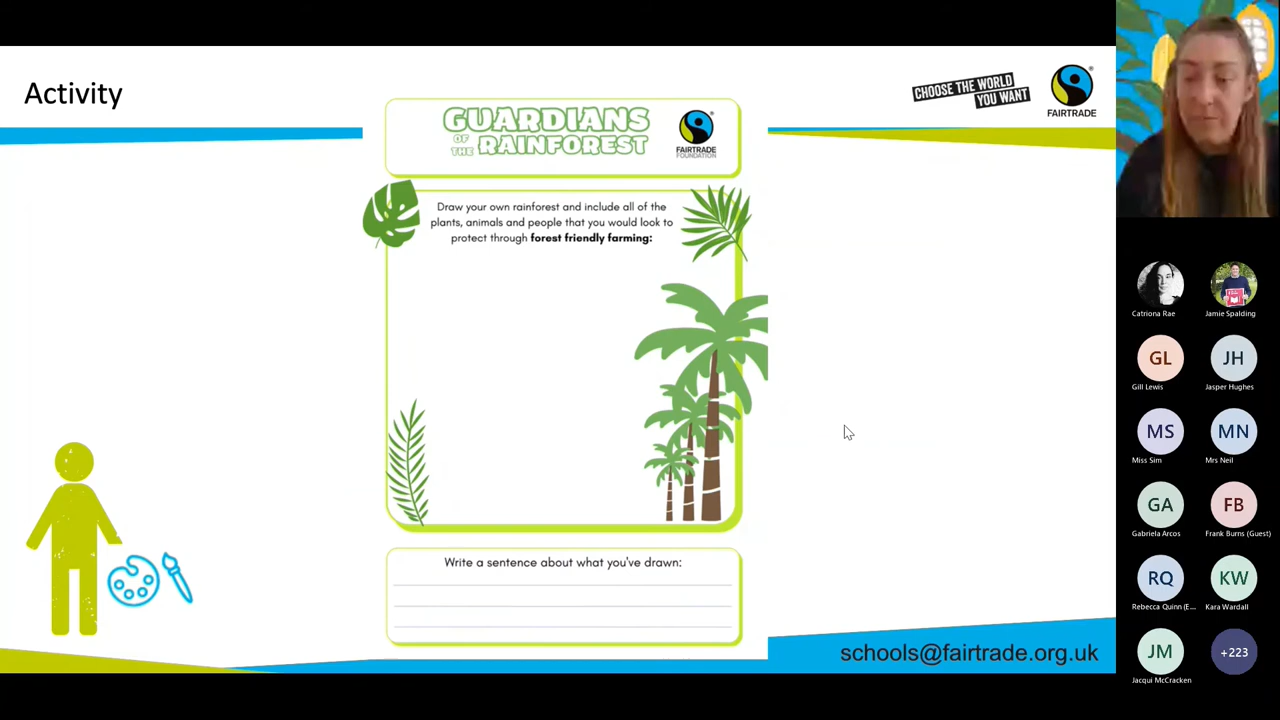 Activity
CHOOSE THE WORLD
YOU WANT
FAIRTRADE
GUARDIANS
OF
THE RAINFOREST
FAIRTRADE
FOUNDATION
Draw your own rainforest and include all of the
plants, animals and people that you would look to
protect through forest friendly farming:
Write a sentence about what you've drawn:
schools@fairtrade.org.uk
Catriona Rae
Jamie Spalding
GL
JH
Gill Lewis
Jasper Hughes
MS
MN
Miss Sim
Mrs Neil
GA
FB
Gabriela Arcos
Frank Burns (Guest)
RQ
KW
Rebecca Quinn (E...
Kara Wardall
JM
+223
Jacqui McCracken